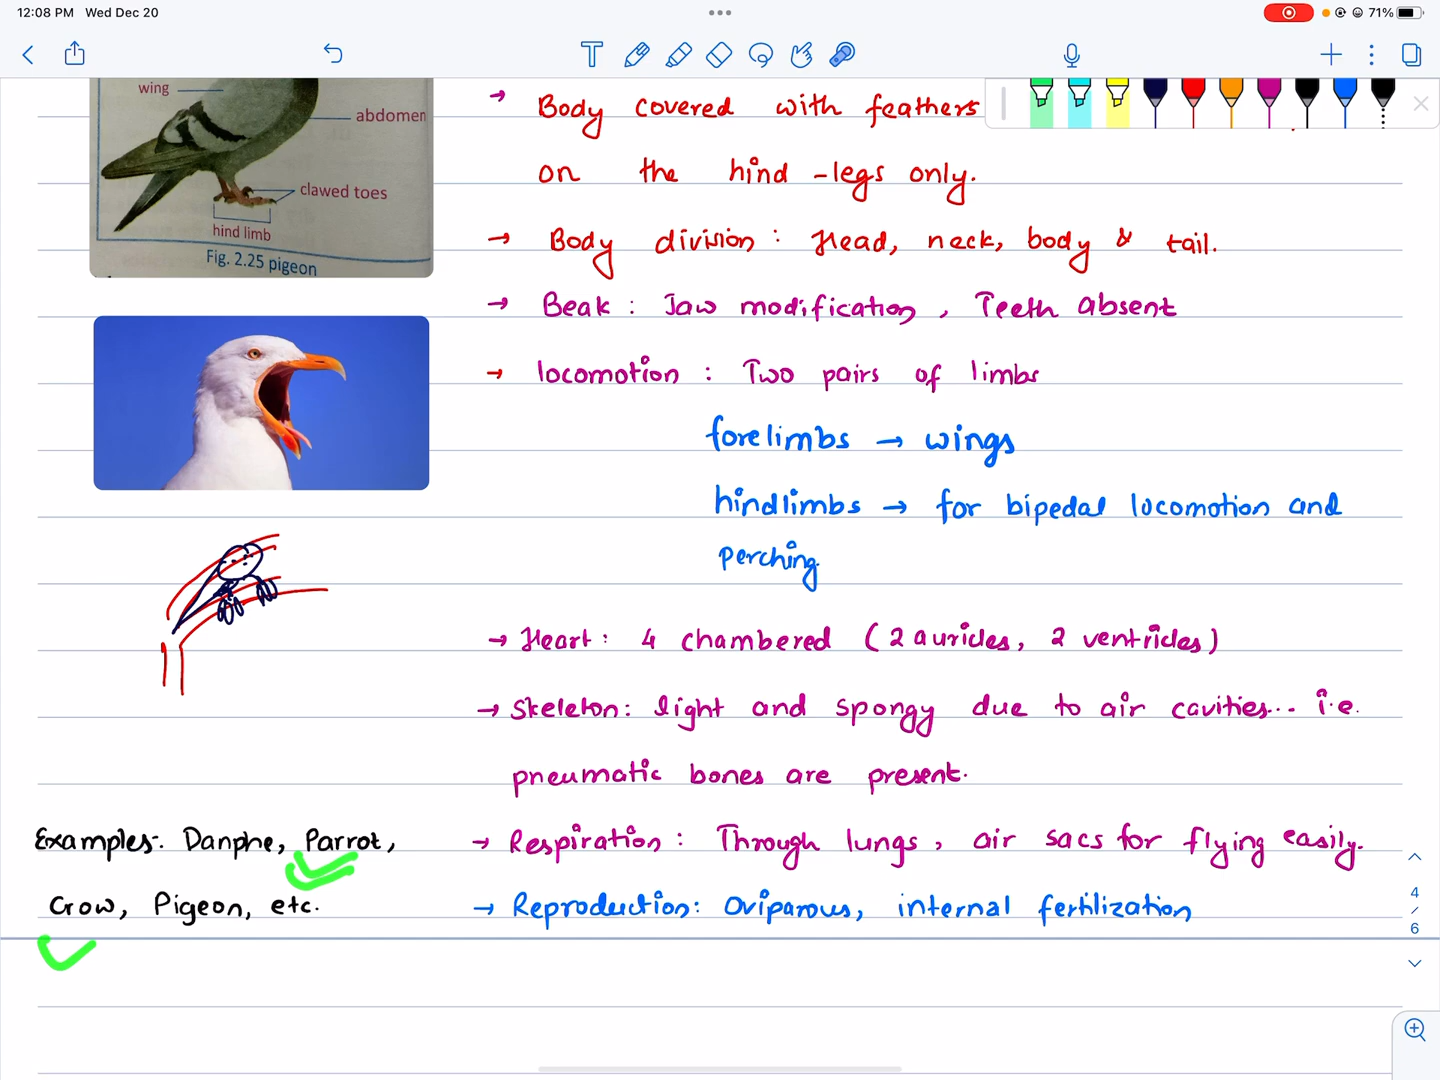 12:08 PM Wed Dec 20
71%
wing
abdomen
clawed toes
hind limb
Fig. 2.25 pigeon
→ Body covered with feathers
on the hind-legs only.
→ Body division: Head, neck, body & tail.
→ Beak: Jaw modification, Teeth absent
→ locomotion: Two pairs of limbs
forelimbs → wings
hindlimbs → for bipedal locomotion and
perching.
→ Heart: 4 chambered (2 auricles, 2 ventricles)
→ Skeleton: light and spongy due to air cavities... i.e.
pneumatic bones are present.
Examples: Danphe, Parrot,
Crow, Pigeon, etc.
→ Respiration: Through lungs, air sacs for flying easily.
→ Reproduction: Oviparous, internal fertilization
4
/
6